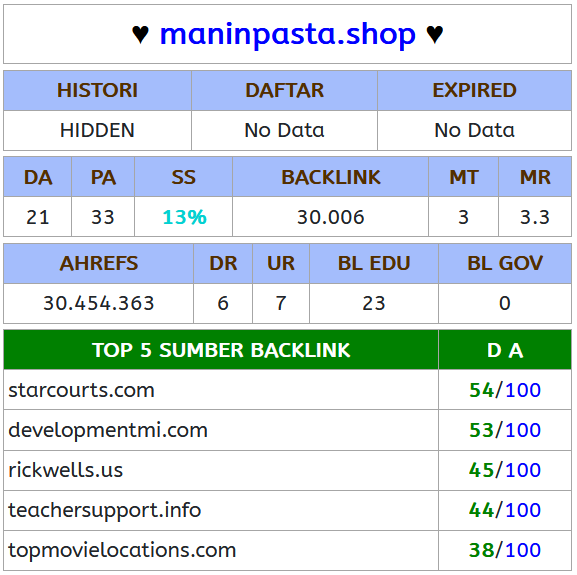 ♥ maninpasta.shop ♥
HISTORI DAFTAR EXPIRED
HIDDEN No Data No Data
DA PA SS BACKLINK MT MR
21 33 13% 30.006 3 3.3
AHREFS DR UR BL EDU BL GOV
30.454.363 6 7 23 0
TOP 5 SUMBER BACKLINK D A
starcourts.com 54/100
developmentmi.com 53/100
rickwells.us 45/100
teachersupport.info 44/100
topmovielocations.com 38/100